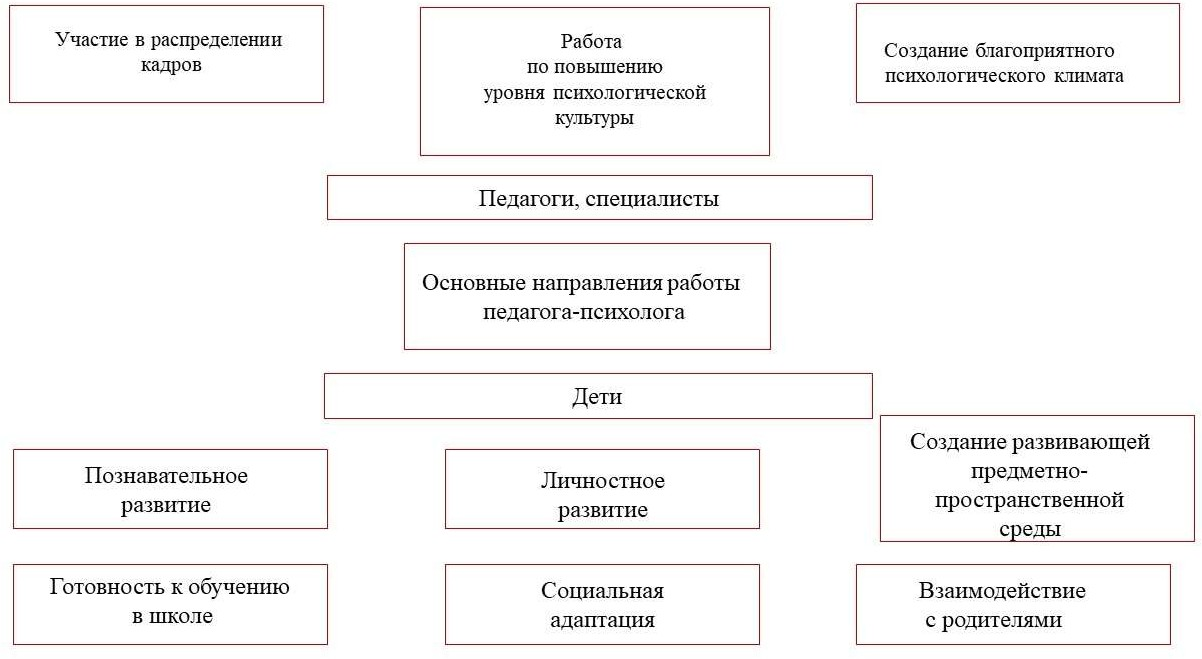 Участие в распределении
кадров
Работа
по повышению
уровня психологической
культуры
Создание благоприятного
психологического климата
Педагоги, специалисты
Основные направления работы
педагога-психолога
Дети
Познавательное
развитие
Личностное
развитие
Создание развивающей
предметно-
пространственной
среды
Готовность к обучению
в школе
Социальная
адаптация
Взаимодействие
с родителями